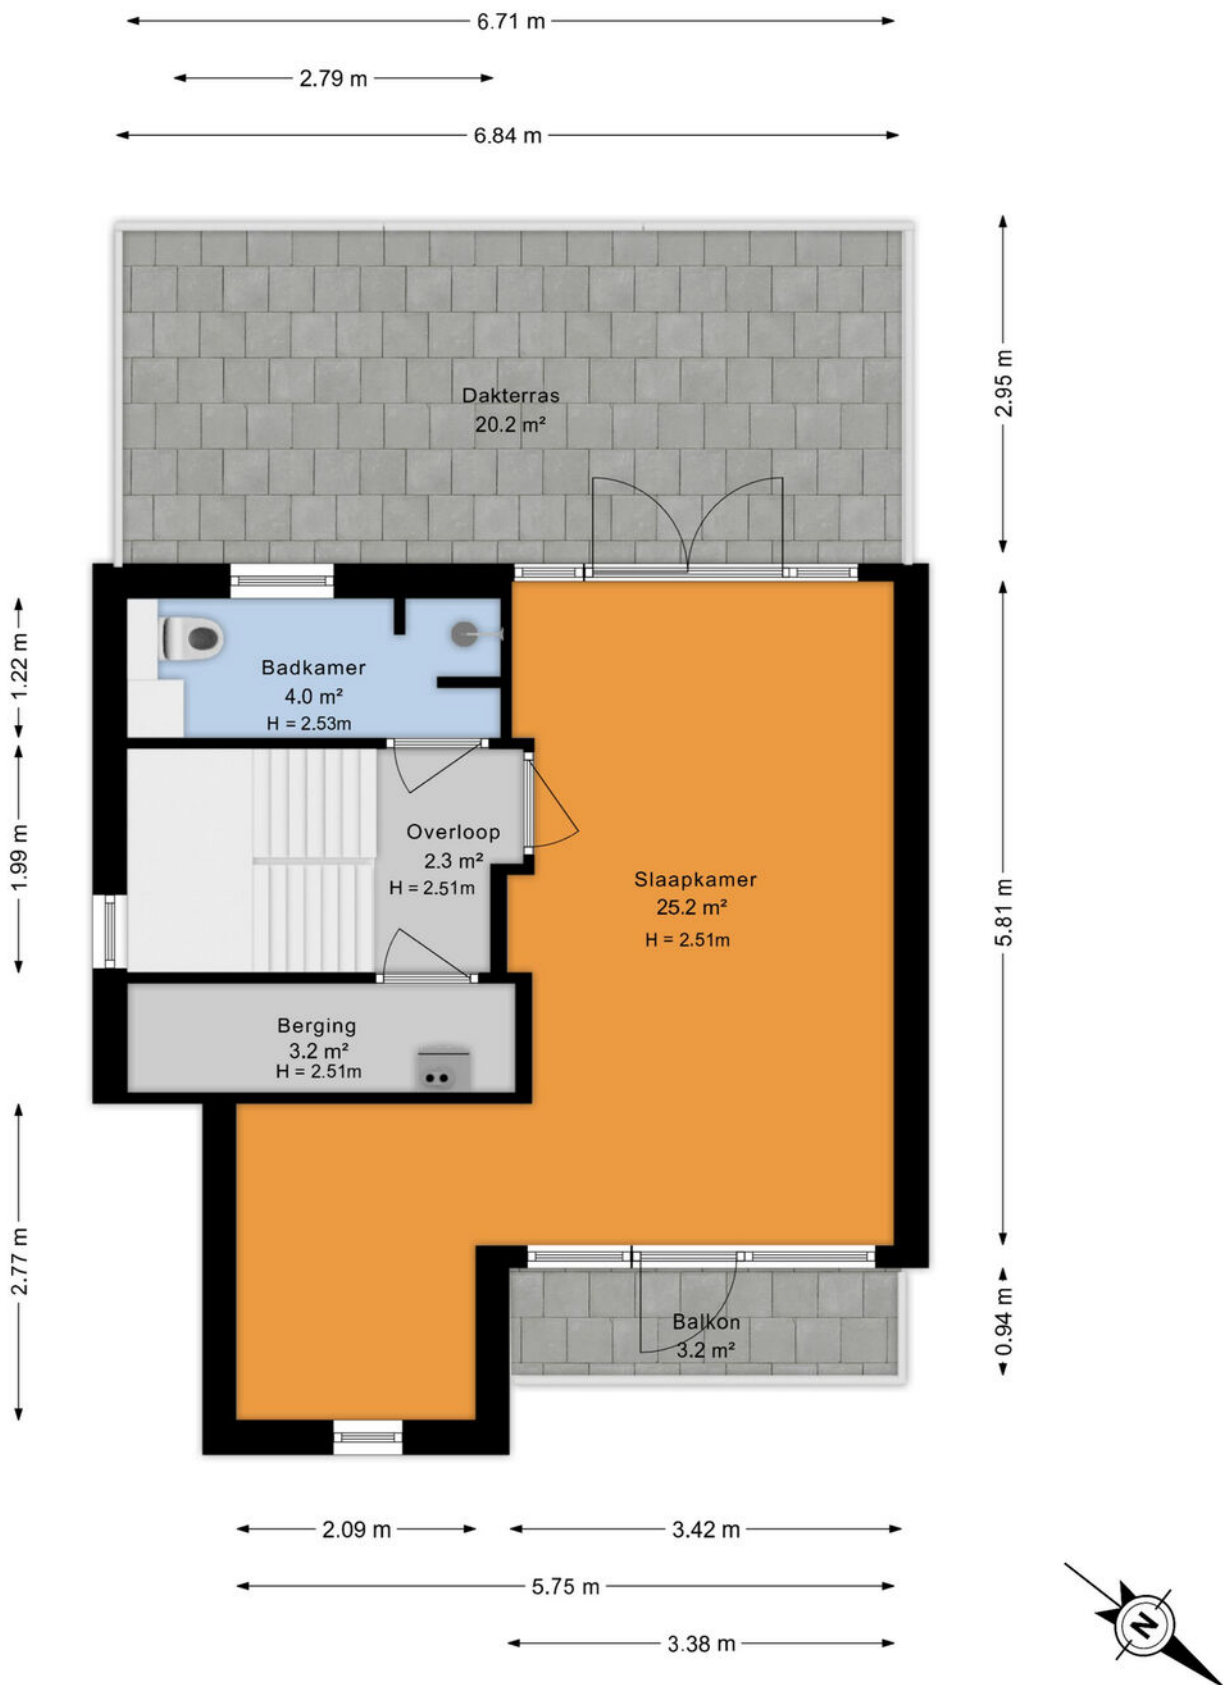 6.71 m
2.79 m
6.84 m
2.95 m
Dakterras
20.2 m²
1.22 m
Badkamer
4.0 m²
H = 2.53m
1.99 m
Overloop
2.3 m²
H = 2.51m
Slaapkamer
25.2 m²
H = 2.51m
5.81 m
Berging
3.2 m²
H = 2.51m
2.77 m
0.94 m
Balkon
3.2 m²
2.09 m
3.42 m
5.75 m
3.38 m
N